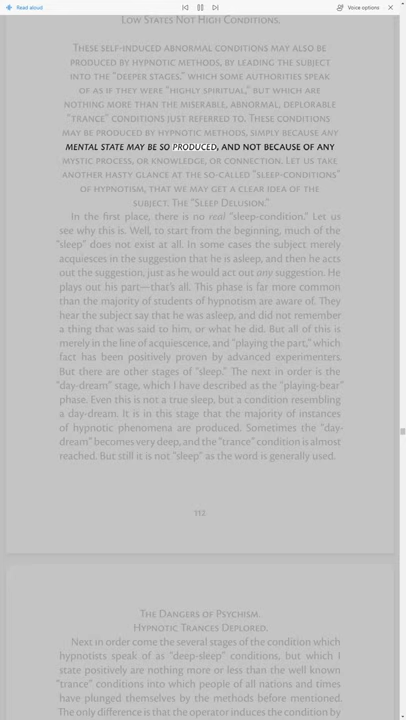 Read aloud
Voice options
Low States Not High Conditions.
These self-induced abnormal conditions may also be
produced by hypnotic methods, by leading the subject
into the "deeper stages," which some authorities speak
of as if they were "highly spiritual," but which are
nothing more than the miserable, abnormal, deplorable
"trance" conditions just referred to. These conditions
may be produced by hypnotic methods, simply because any
mental state may be so produced, and not because of any
mystic process, or knowledge, or connection. Let us take
another hasty glance at the so-called "sleep-conditions"
of hypnotism, that we may get a clear idea of the
subject. The "Sleep Delusion."
In the first place, there is no real "sleep-condition." Let us
see why this is. Well, to start from the beginning, much of the
"sleep" does not exist at all. In some cases the subject merely
acquiesces in the suggestion that he is asleep, and then he acts
out the suggestion, just as he would act out any suggestion. He
plays out his part—that's all. This phase is far more common
than the majority of students of hypnotism are aware of. They
hear the subject say that he was asleep, and did not remember
a thing that was said to him, or what he did. But all of this is
merely in the line of acquiescence, and "playing the part," which
fact has been positively proven by advanced experimenters.
But there are other stages of "sleep." The next in order is the
"day-dream" stage, which I have described as the "playing-bear"
phase. Even this is not a true sleep, but a condition resembling
a day-dream. It is in this stage that the majority of instances
of hypnotic phenomena are produced. Sometimes the "day-
dream" becomes very deep, and the "trance" condition is almost
reached. But still it is not "sleep" as the word is generally used.
112
The Dangers of Psychism.
Hypnotic Trances Deplored.
Next in order come the several stages of the condition which
hypnotists speak of as "deep-sleep" conditions, but which I
state positively are nothing more or less than the well known
"trance" conditions into which people of all nations and times
have plunged themselves by the methods before mentioned.
The only difference is that the operator induces the condition by